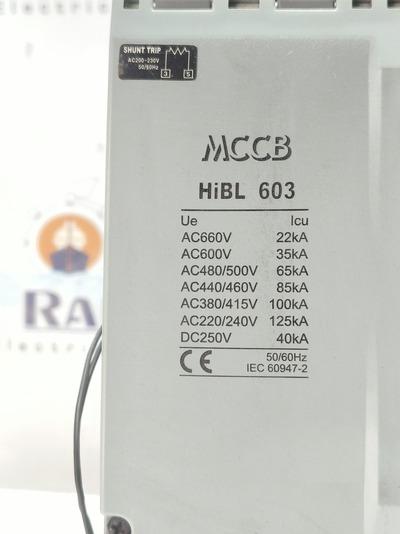 SHUNT TRIP
AC200-230V
50/60Hz
3 5
MCCB
HiBL 603
Ue Icu
AC660V 22kA
AC600V 35kA
AC480/500V 65kA
AC440/460V 85kA
AC380/415V 100kA
AC220/240V 125kA
DC250V 40kA
CE 50/60Hz
IEC 60947-2
RA
Electri